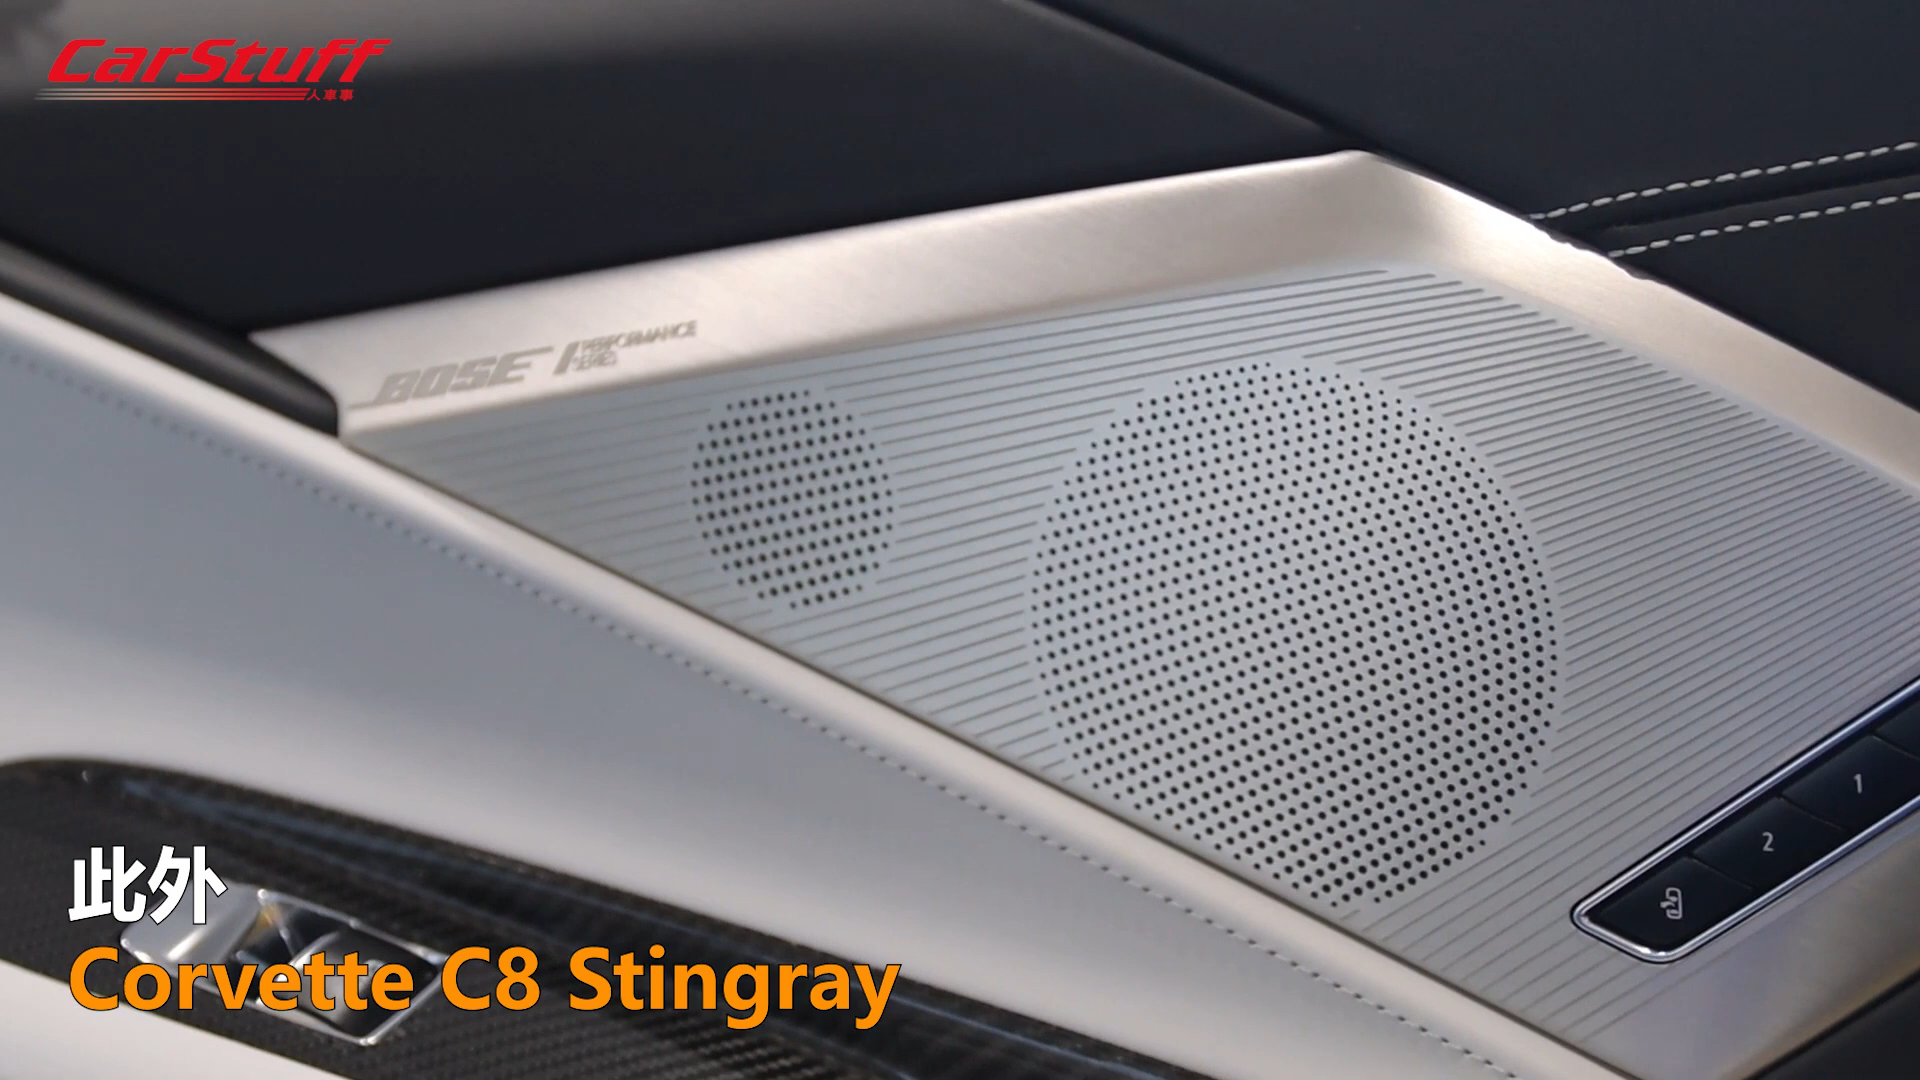 CarStuff
人車事
BOSE PERFORMANCE
SERIES
1
2
此外
Corvette C8 Stingray